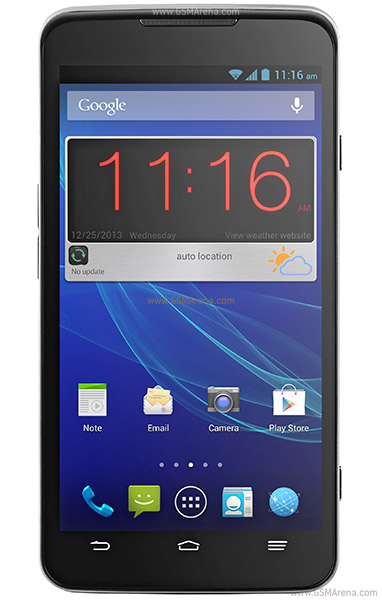 www.GSMArena.com
11:16 am
Google
11:16 AM
12/25/2013 Wednesday View weather website
auto location
No update
www.GSMArena.com
Note Email Camera Play Store
www.GSMArena.com